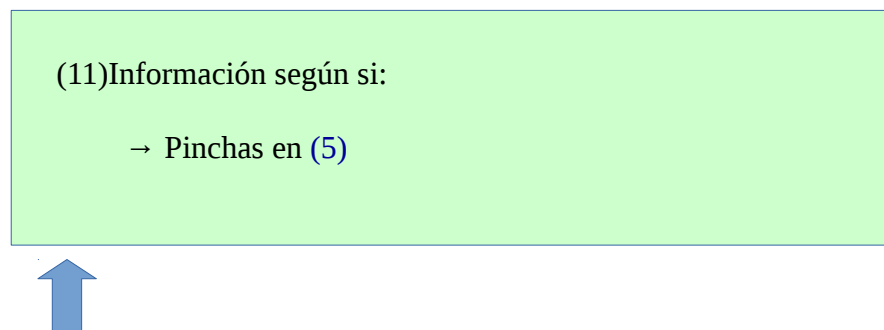 (11)Información según si:
→ Pinchas en (5)